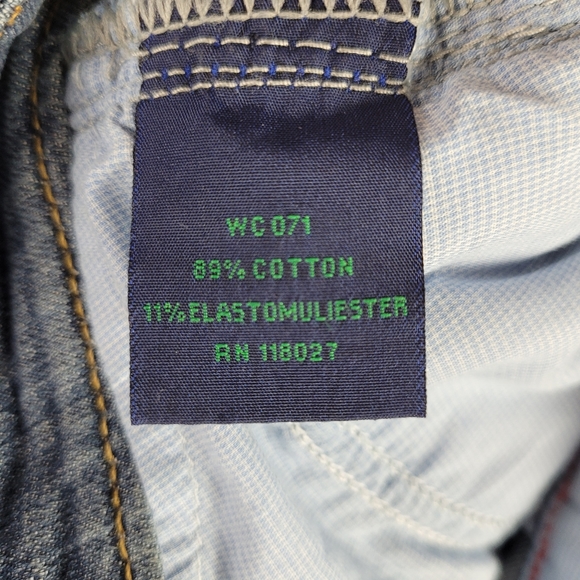 WC 071
89% COTTON
11% ELASTOMULIESTER
RN 118027